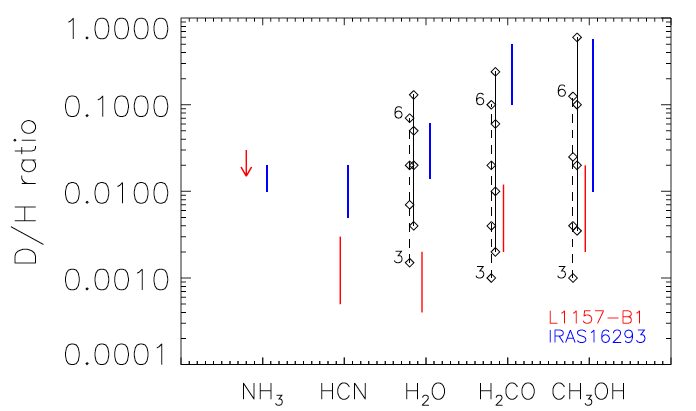 D/H ratio
1.0000
0.1000
0.0100
0.0010
0.0001
6
3
6
3
6
3
L1157-B1
IRAS16293
NH₃ HCN H₂O H₂CO CH₃OH